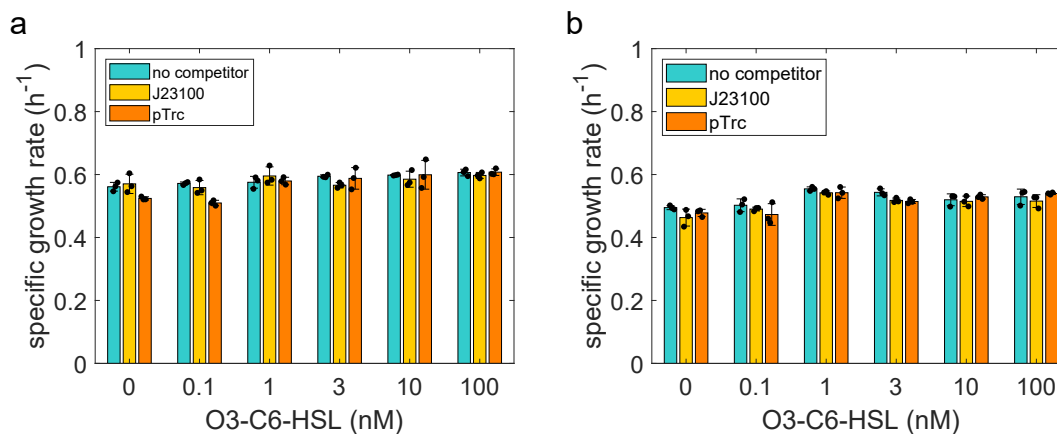 a
specific growth rate (h⁻¹)
1
0.8
0.6
0.4
0.2
0
no competitor
J23100
pTrc
0 0.1 1 3 10 100
O3-C6-HSL (nM)
b
specific growth rate (h⁻¹)
1
0.8
0.6
0.4
0.2
0
no competitor
J23100
pTrc
0 0.1 1 3 10 100
O3-C6-HSL (nM)